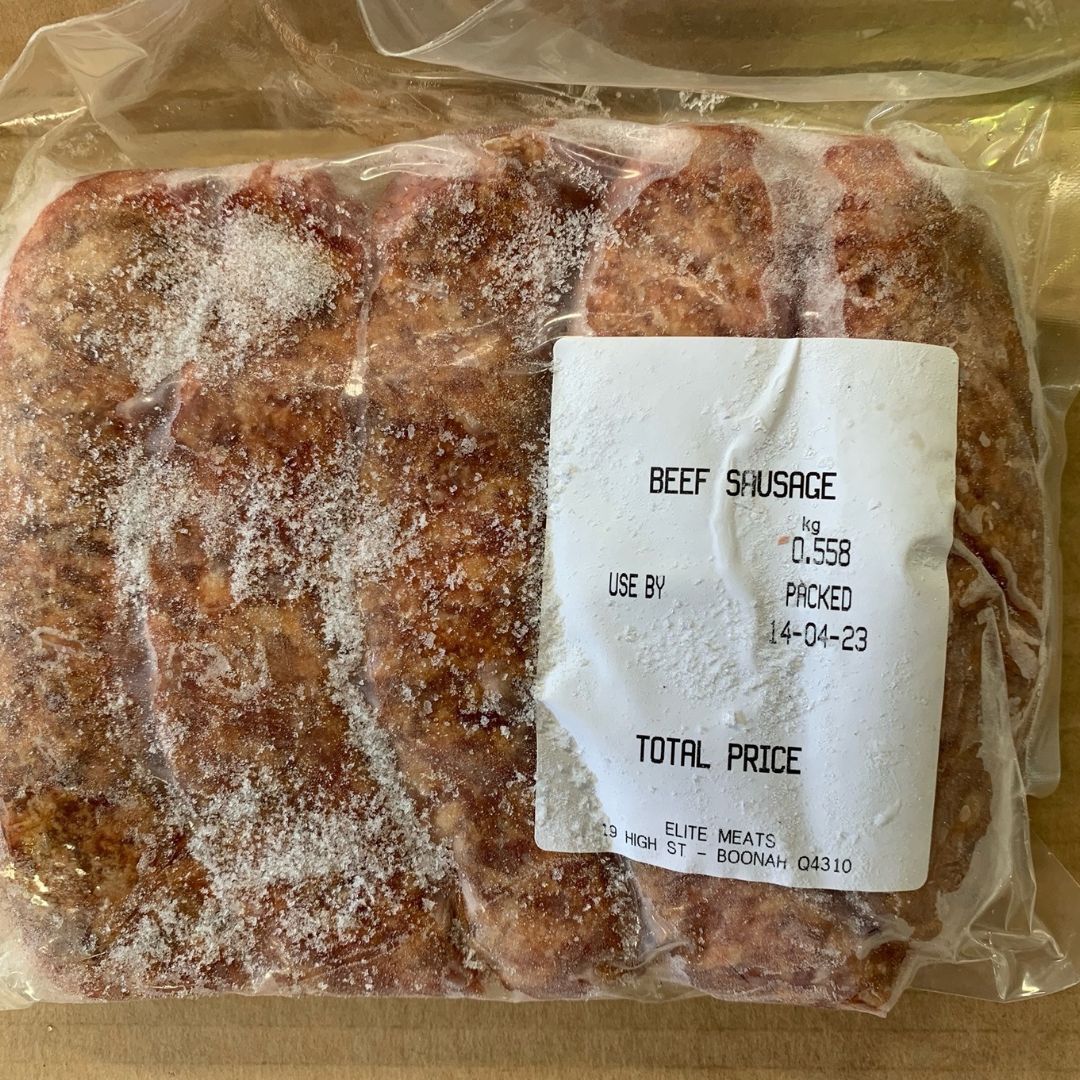 BEEF SAUSAGE
kg
0.558
USE BY PACKED
14-04-23
TOTAL PRICE
ELITE MEATS
19 HIGH ST - BOONAH Q4310